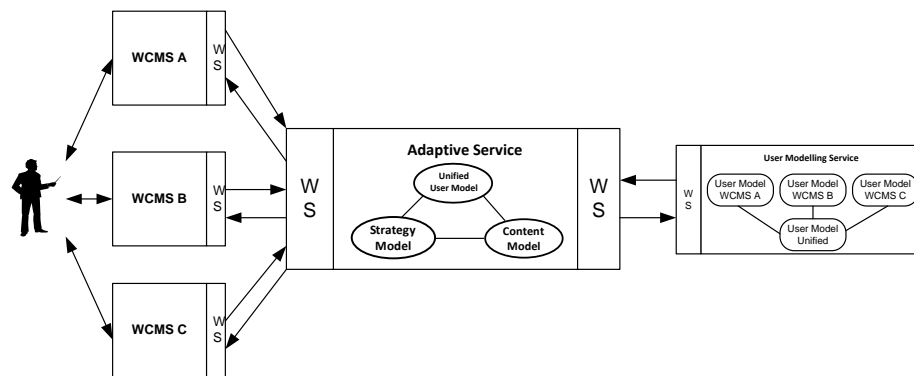 WCMS A
W
S
WCMS B
W
S
WCMS C
W
S
W
S
Adaptive Service
Unified
User Model
Strategy
Model
Content
Model
W
S
W
S
User Modelling Service
User Model
WCMS A
User Model
WCMS B
User Model
WCMS C
User Model
Unified